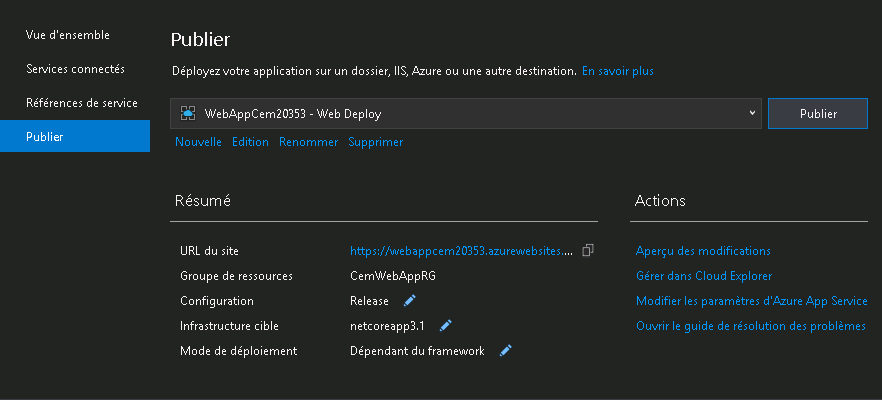 Vue d'ensemble
Services connectés
Références de service
Publier
Publier
Déployez votre application sur un dossier, IIS, Azure ou une autre destination. En savoir plus
WebAppCem20353 - Web Deploy
Publier
Nouvelle Edition Renommer Supprimer
Résumé
URL du site https://webappcem20353.azurewebsites....
Groupe de ressources CemWebAppRG
Configuration Release
Infrastructure cible netcoreapp3.1
Mode de déploiement Dépendant du framework
Actions
Aperçu des modifications
Gérer dans Cloud Explorer
Modifier les paramètres d'Azure App Service
Ouvrir le guide de résolution des problèmes